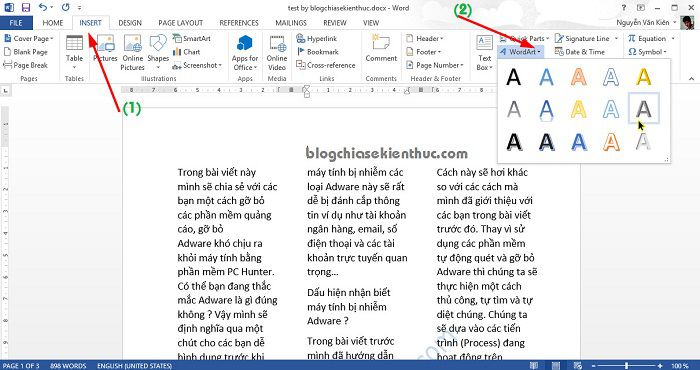 test by blogchiasekienthuc.docx - Word
FILE HOME INSERT DESIGN PAGE LAYOUT REFERENCES MAILINGS REVIEW VIEW Nguyễn Văn Kiên
(2)
Cover Page
Blank Page
Page Break
Pages
Table
Tables
Pictures
Online Pictures
Shapes
SmartArt
Chart
Screenshot
Illustrations
Apps for Office
Apps
Online Video
Media
Hyperlink
Bookmark
Cross-reference
Links
Comment
Comments
Header
Footer
Page Number
Header & Footer
Text Box
Quick Parts
WordArt
Signature Line
Date & Time
Equation
Symbol
A A A A A
A A A A A
A A A A A
(1)
blogchiasekienthuc.com
Trong bài viết này
mình sẽ chia sẻ với các
bạn một cách gỡ bỏ
các phần mềm quảng
cáo, gỡ bỏ
Adware khó chịu ra
khỏi máy tính bằng
phần mềm PC Hunter.
Có thể bạn đang thắc
mắc Adware là gì đúng
không ? Vậy mình sẽ
định nghĩa qua một
chút cho các bạn dễ
hình dung trước khi
máy tính bị nhiễm các
loại Adware này sẽ rất
dễ bị đánh cắp thông
tin ví dụ như tài khoản
ngân hàng, email, số
điện thoại và các tài
khoản trực tuyến quan
trọng...
Dấu hiện nhận biết
máy tính bị nhiễm
Adware ?
Trong bài viết trước
mình đã hướng dẫn
Cách này sẽ hơi khác
so với các cách mà
mình đã giới thiệu với
các bạn trong bài viết
trước đó. Thay vì sử
dụng các phần mềm
tự động quét và gỡ bỏ
Adware thì chúng ta sẽ
thực hiện một cách
thủ công, tự tìm và tự
diệt chúng. Chúng ta
sẽ dựa vào các tiến
trình (Process) đang
hoạt động trên
PAGE 1 OF 3 898 WORDS ENGLISH (UNITED STATES) 100 %